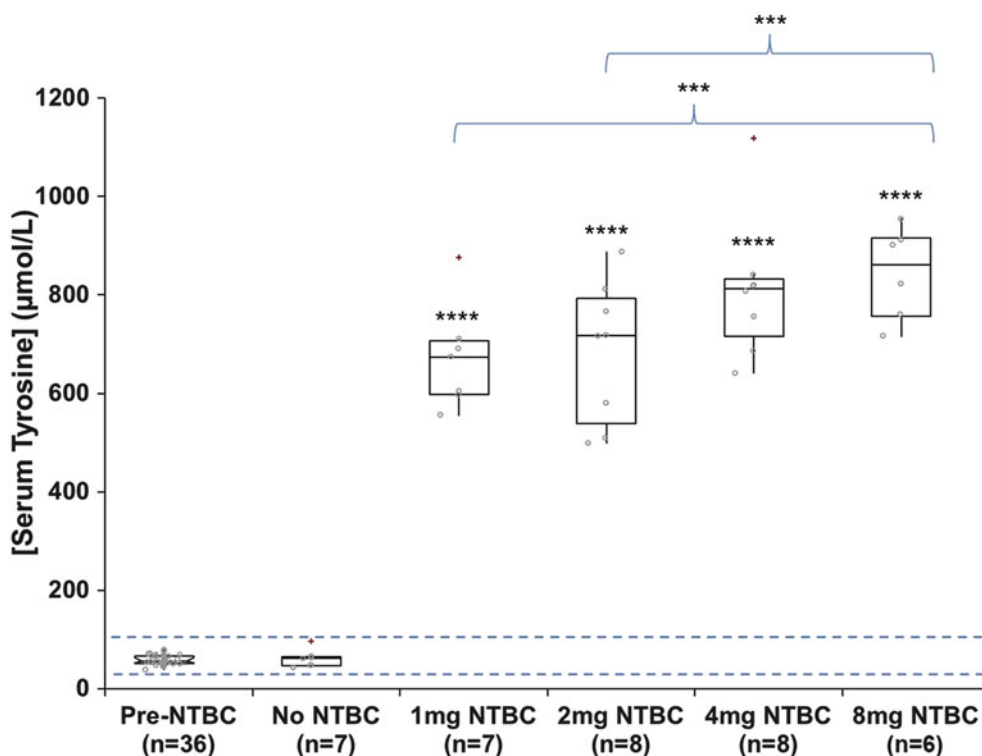 ***
***
1200
1000
800
600
400
200
0
[Serum Tyrosine] (µmol/L)
****
****
****
****
Pre-NTBC
(n=36)
No NTBC
(n=7)
1mg NTBC
(n=7)
2mg NTBC
(n=8)
4mg NTBC
(n=8)
8mg NTBC
(n=6)